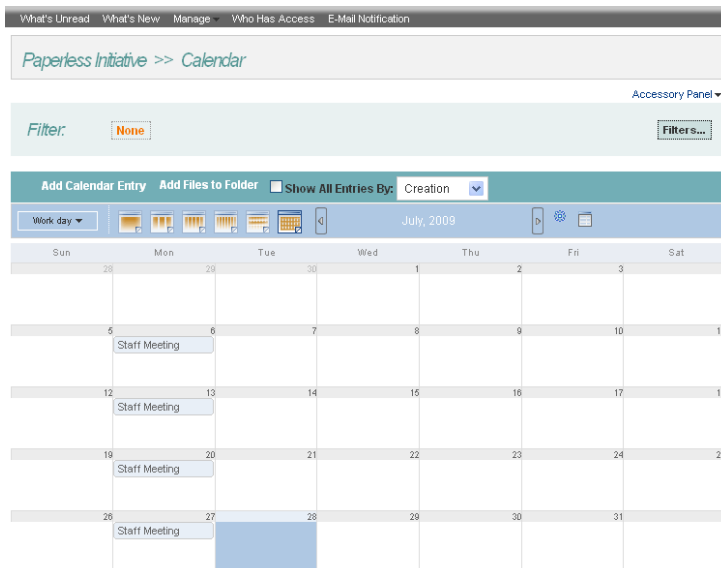 What's Unread What's New Manage Who Has Access E-Mail Notification
Paperless Initiative >> Calendar
Accessory Panel
Filter: None Filters...
Add Calendar Entry Add Files to Folder Show All Entries By: Creation
Work day July, 2009
Sun Mon Tue Wed Thu Fri Sat
28 29 30 1 2 3
5 6 7 8 9 10 1
Staff Meeting
12 13 14 15 16 17 1
Staff Meeting
19 20 21 22 23 24 2
Staff Meeting
26 27 28 29 30 31
Staff Meeting